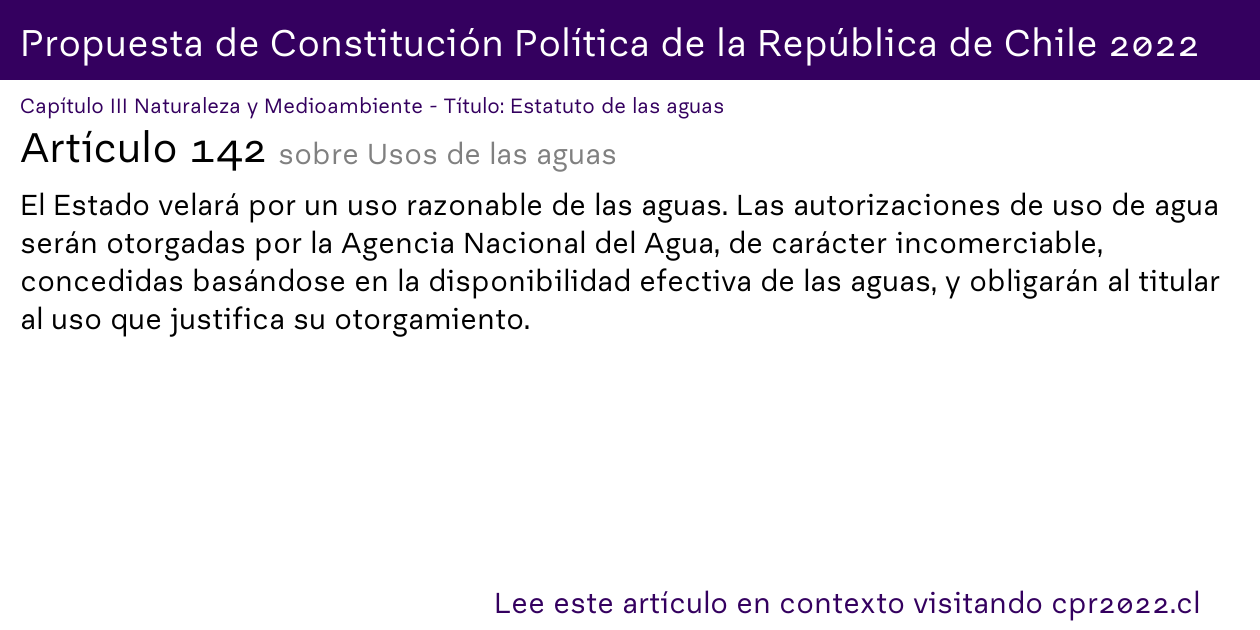 Propuesta de Constitución Política de la República de Chile 2022
Capítulo III Naturaleza y Medioambiente - Título: Estatuto de las aguas
Artículo 142 sobre Usos de las aguas
El Estado velará por un uso razonable de las aguas. Las autorizaciones de uso de agua
serán otorgadas por la Agencia Nacional del Agua, de carácter incomerciable,
concedidas basándose en la disponibilidad efectiva de las aguas, y obligarán al titular
al uso que justifica su otorgamiento.
Lee este artículo en contexto visitando cpr2022.cl